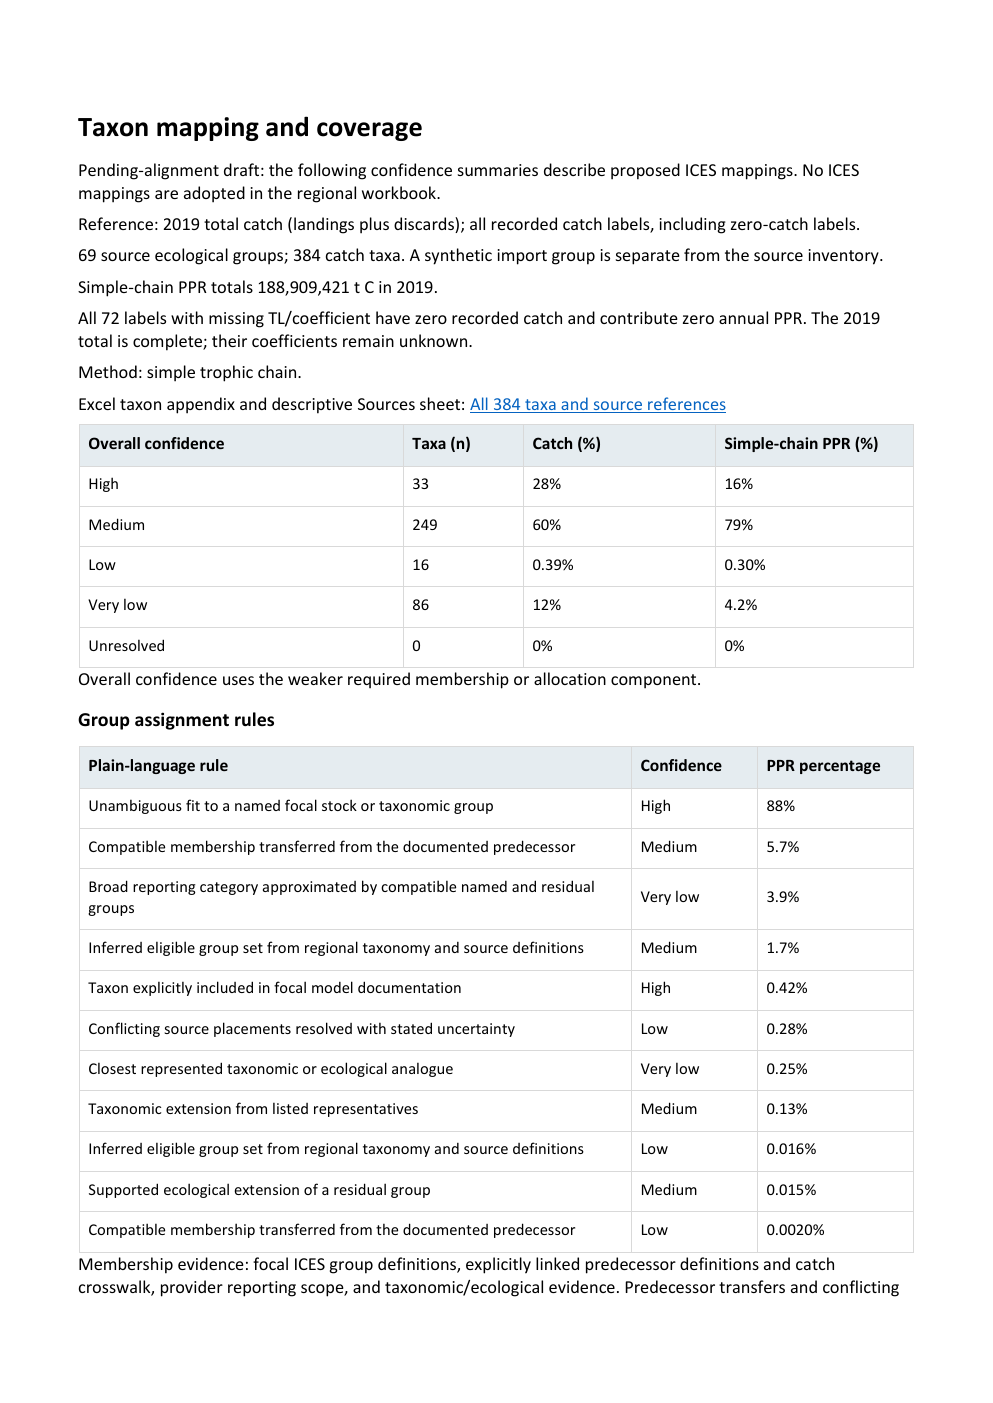 Taxon mapping and coverage
Pending-alignment draft: the following confidence summaries describe proposed ICES mappings. No ICES
mappings are adopted in the regional workbook.
Reference: 2019 total catch (landings plus discards); all recorded catch labels, including zero-catch labels.
69 source ecological groups; 384 catch taxa. A synthetic import group is separate from the source inventory.
Simple-chain PPR totals 188,909,421 t C in 2019.
All 72 labels with missing TL/coefficient have zero recorded catch and contribute zero annual PPR. The 2019
total is complete; their coefficients remain unknown.
Method: simple trophic chain.
Excel taxon appendix and descriptive Sources sheet: All 384 taxa and source references
Overall confidence Taxa (n) Catch (%) Simple-chain PPR (%)
High 33 28% 16%
Medium 249 60% 79%
Low 16 0.39% 0.30%
Very low 86 12% 4.2%
Unresolved 0 0% 0%
Overall confidence uses the weaker required membership or allocation component.
Group assignment rules
Plain-language rule Confidence PPR percentage
Unambiguous fit to a named focal stock or taxonomic group High 88%
Compatible membership transferred from the documented predecessor Medium 5.7%
Broad reporting category approximated by compatible named and residual
groups Very low 3.9%
Inferred eligible group set from regional taxonomy and source definitions Medium 1.7%
Taxon explicitly included in focal model documentation High 0.42%
Conflicting source placements resolved with stated uncertainty Low 0.28%
Closest represented taxonomic or ecological analogue Very low 0.25%
Taxonomic extension from listed representatives Medium 0.13%
Inferred eligible group set from regional taxonomy and source definitions Low 0.016%
Supported ecological extension of a residual group Medium 0.015%
Compatible membership transferred from the documented predecessor Low 0.0020%
Membership evidence: focal ICES group definitions, explicitly linked predecessor definitions and catch
crosswalk, provider reporting scope, and taxonomic/ecological evidence. Predecessor transfers and conflicting